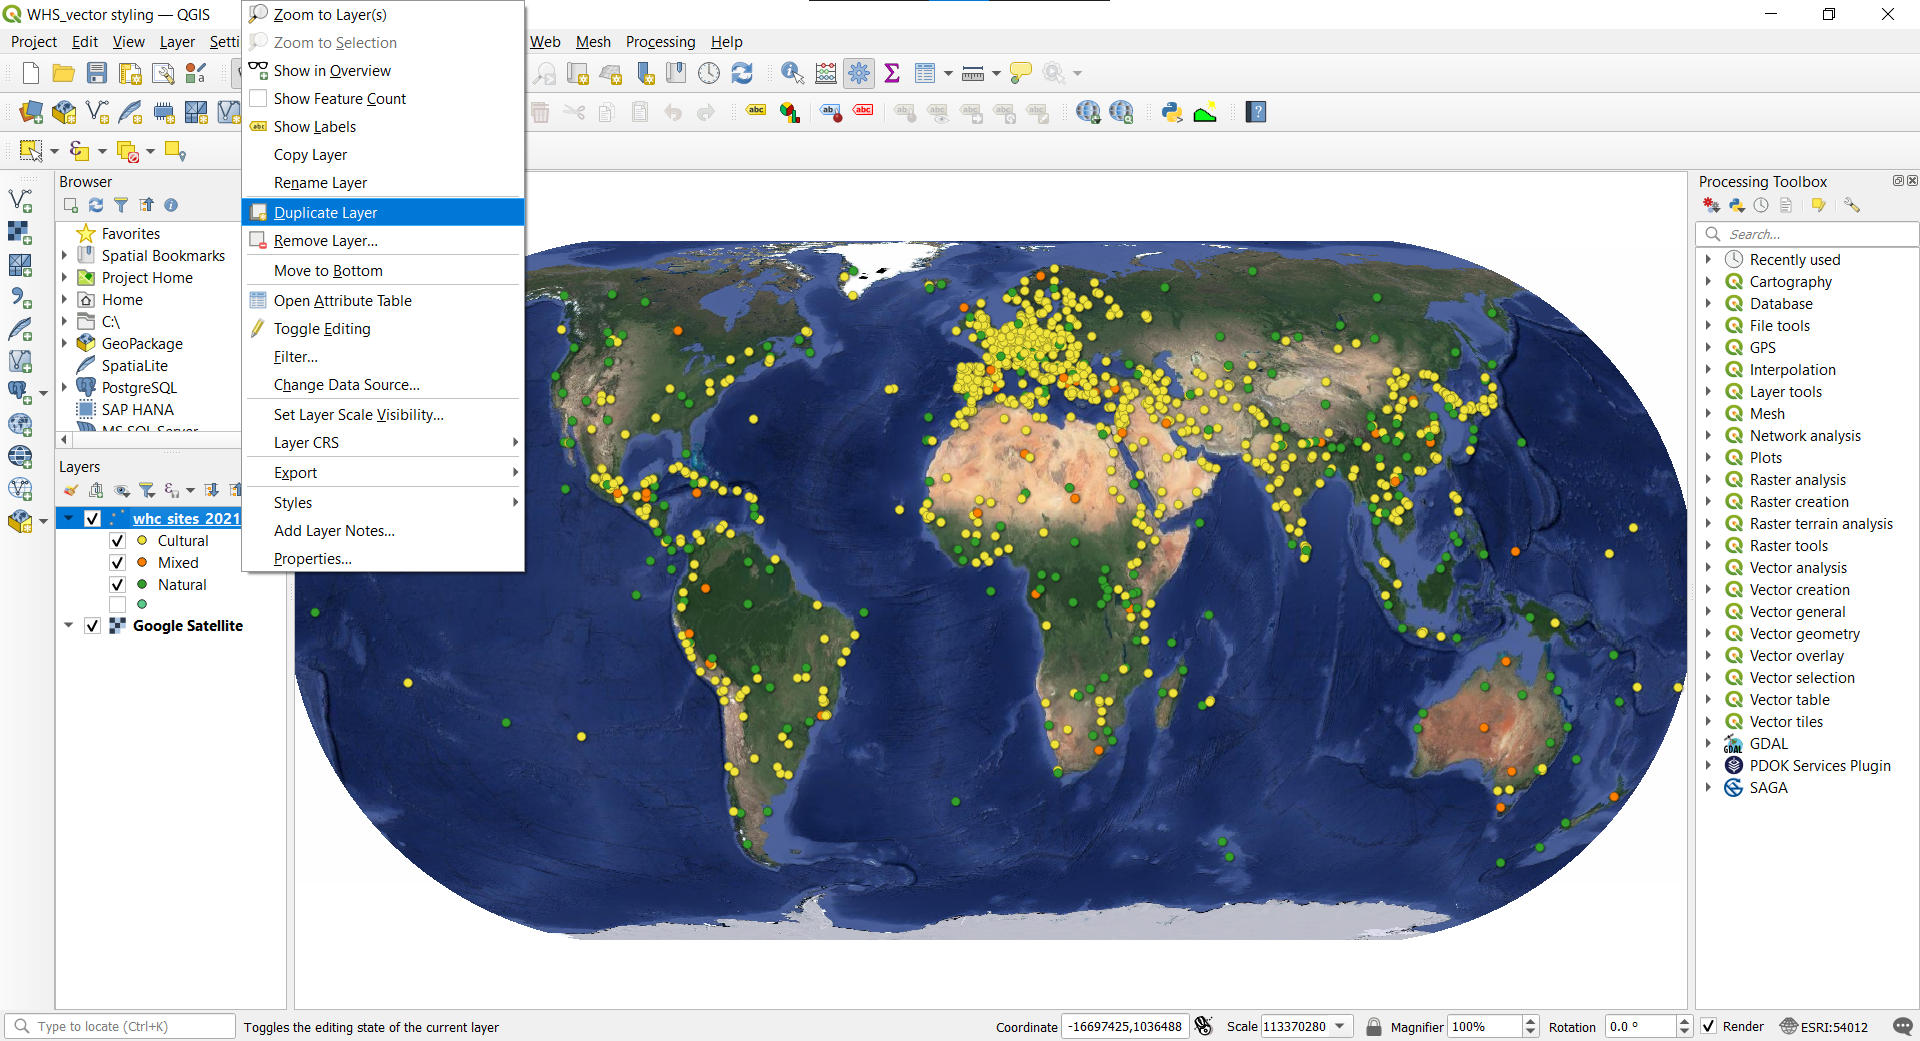 WHS_vector styling — QGIS
Project Edit View Layer Setti Web Mesh Processing Help
Zoom to Layer(s)
Zoom to Selection
Show in Overview
Show Feature Count
Show Labels
Copy Layer
Rename Layer
Duplicate Layer
Remove Layer...
Move to Bottom
Open Attribute Table
Toggle Editing
Filter...
Change Data Source...
Set Layer Scale Visibility...
Layer CRS
Export
Styles
Add Layer Notes...
Properties...
Browser
Favorites
Spatial Bookmarks
Project Home
Home
C:\
GeoPackage
SpatiaLite
PostgreSQL
SAP HANA
MS SQL Server
Layers
whc_sites_2021
Cultural
Mixed
Natural
Google Satellite
Processing Toolbox
Search...
Recently used
Cartography
Database
File tools
GPS
Interpolation
Layer tools
Mesh
Network analysis
Plots
Raster analysis
Raster creation
Raster terrain analysis
Raster tools
Vector analysis
Vector creation
Vector general
Vector geometry
Vector overlay
Vector selection
Vector table
Vector tiles
GDAL
PDOK Services Plugin
SAGA
Type to locate (Ctrl+K) Toggles the editing state of the current layer Coordinate -16697425,1036488 Scale 113370280 Magnifier 100% Rotation 0.0 ° Render ESRI:54012